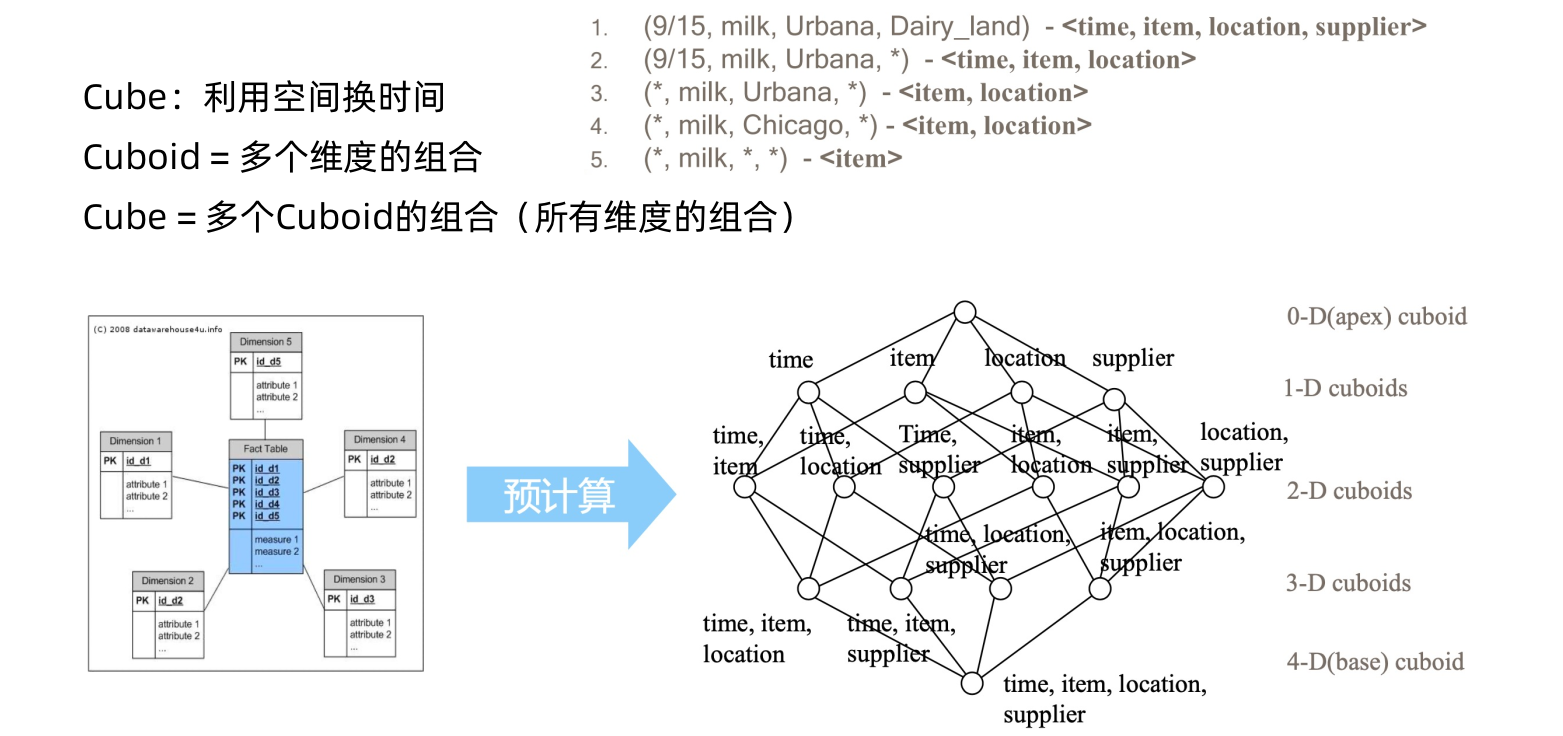 1. (9/15, milk, Urbana, Dairy_land) - <time, item, location, supplier>
2. (9/15, milk, Urbana, *) - <time, item, location>
3. (*, milk, Urbana, *) - <item, location>
4. (*, milk, Chicago, *) - <item, location>
5. (*, milk, *, *) - <item>
Cube：利用空间换时间
Cuboid = 多个维度的组合
Cube = 多个Cuboid的组合（所有维度的组合）
(C) 2008 datawarehouse4u.info
Dimension 5
PK id_d5
attribute 1
attribute 2
...
Dimension 1
PK id_d1
attribute 1
attribute 2
...
Fact Table
PK id_d1
PK id_d2
PK id_d3
PK id_d4
PK id_d5
measure 1
measure 2
...
Dimension 4
PK id_d2
attribute 1
attribute 2
...
Dimension 2
PK id_d2
attribute 1
attribute 2
...
Dimension 3
PK id_d3
attribute 1
attribute 2
...
预计算
0-D(apex) cuboid
time item location supplier
1-D cuboids
time,
item
time,
location
Time,
supplier
item,
location
item,
supplier
location,
supplier
2-D cuboids
time, location,
supplier
item, location,
supplier
3-D cuboids
time, item,
location
time, item,
supplier
4-D(base) cuboid
time, item, location,
supplier